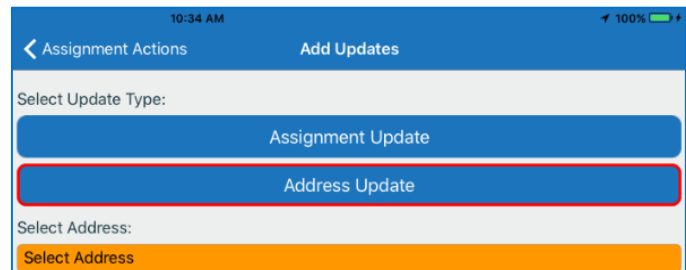 10:34 AM 100%
Assignment Actions Add Updates
Select Update Type:
Assignment Update
Address Update
Select Address:
Select Address